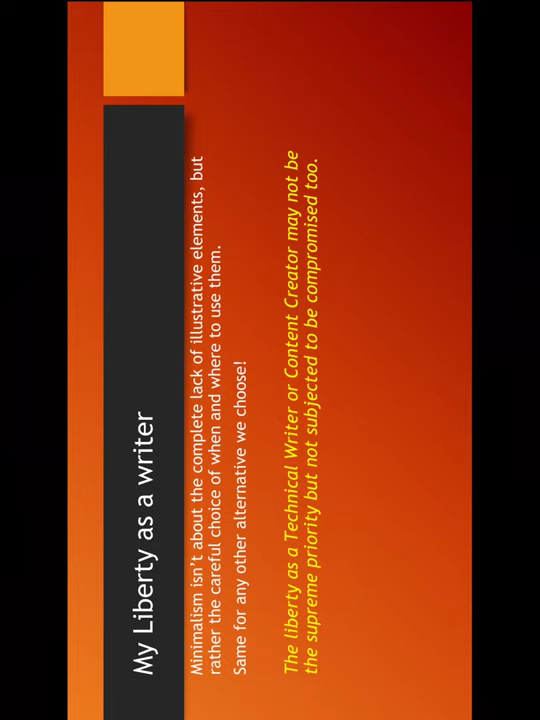 My Liberty as a writer
Minimalism isn't about the complete lack of illustrative elements, but
rather the careful choice of when and where to use them.
Same for any other alternative we choose!
The liberty as a Technical Writer or Content Creator may not be
the supreme priority but not subjected to be compromised too.